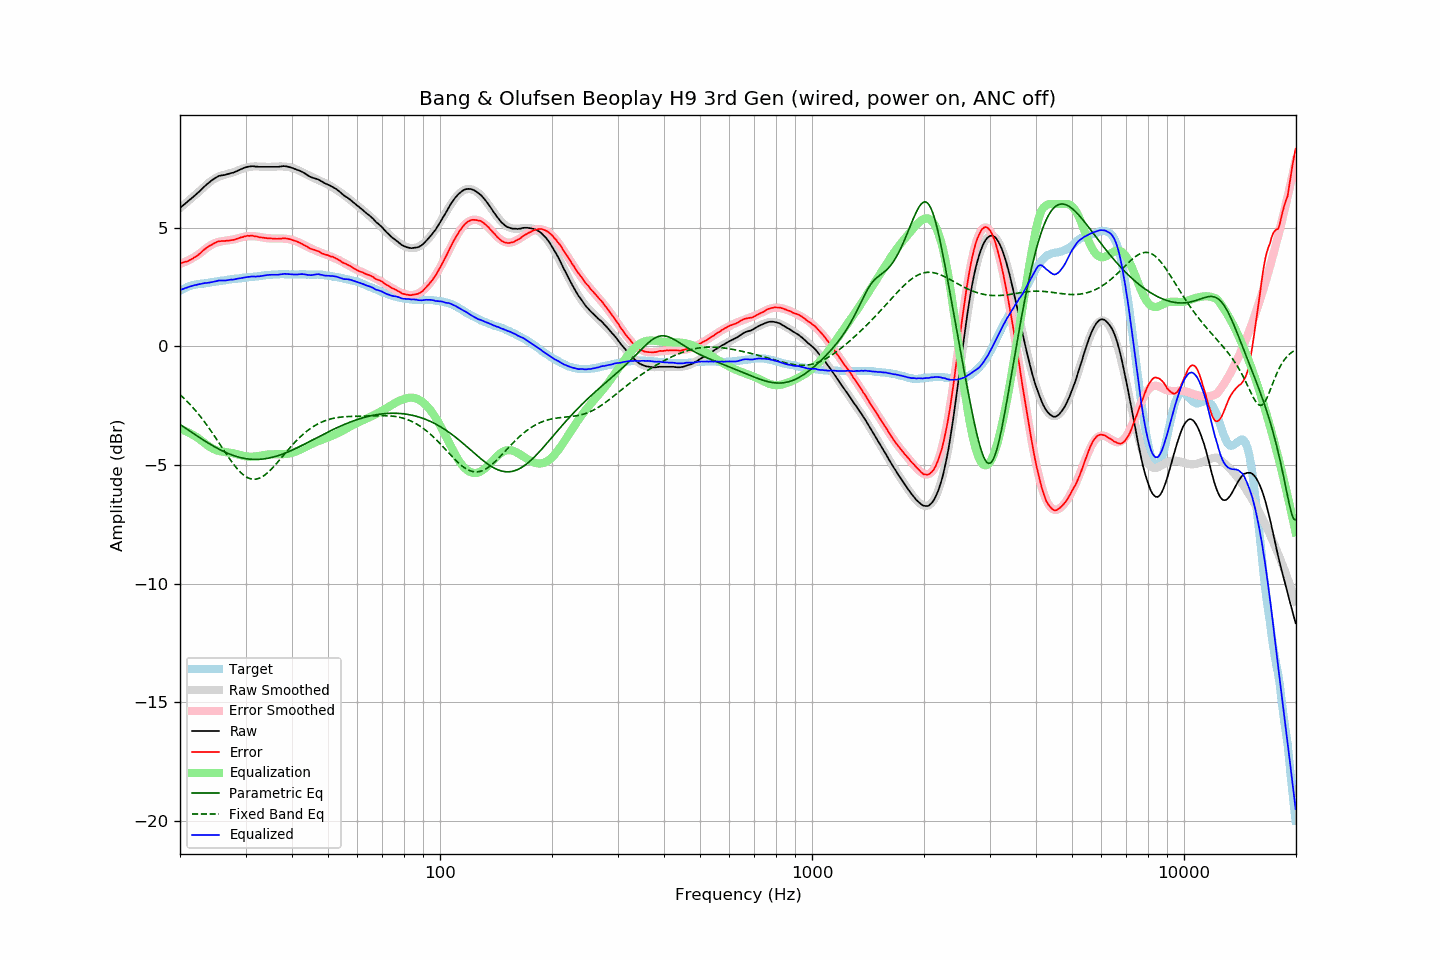 Bang & Olufsen Beoplay H9 3rd Gen (wired, power on, ANC off)
Amplitude (dBr)
5
0
−5
−10
−15
−20
Target
Raw Smoothed
Error Smoothed
Raw
Error
Equalization
Parametric Eq
Fixed Band Eq
Equalized
100
1000
10000
Frequency (Hz)